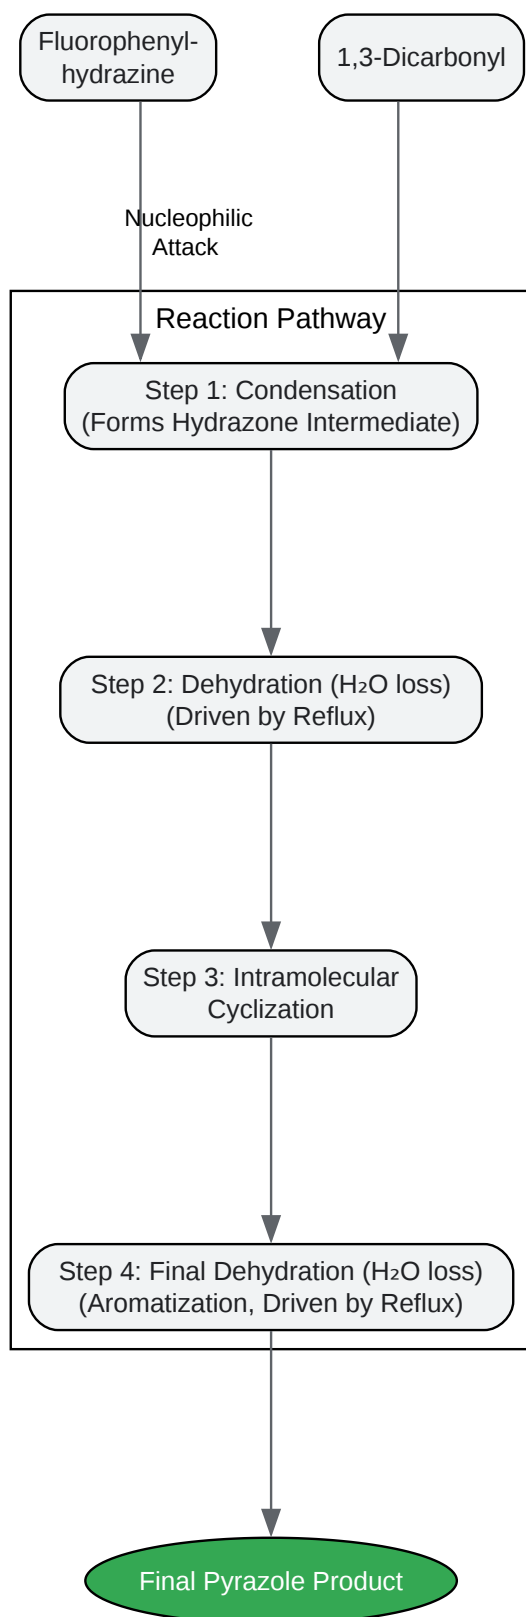 Fluorophenyl-
hydrazine
1,3-Dicarbonyl
Nucleophilic
Attack
Reaction Pathway
Step 1: Condensation
(Forms Hydrazone Intermediate)
Step 2: Dehydration (H₂O loss)
(Driven by Reflux)
Step 3: Intramolecular
Cyclization
Step 4: Final Dehydration (H₂O loss)
(Aromatization, Driven by Reflux)
Final Pyrazole Product